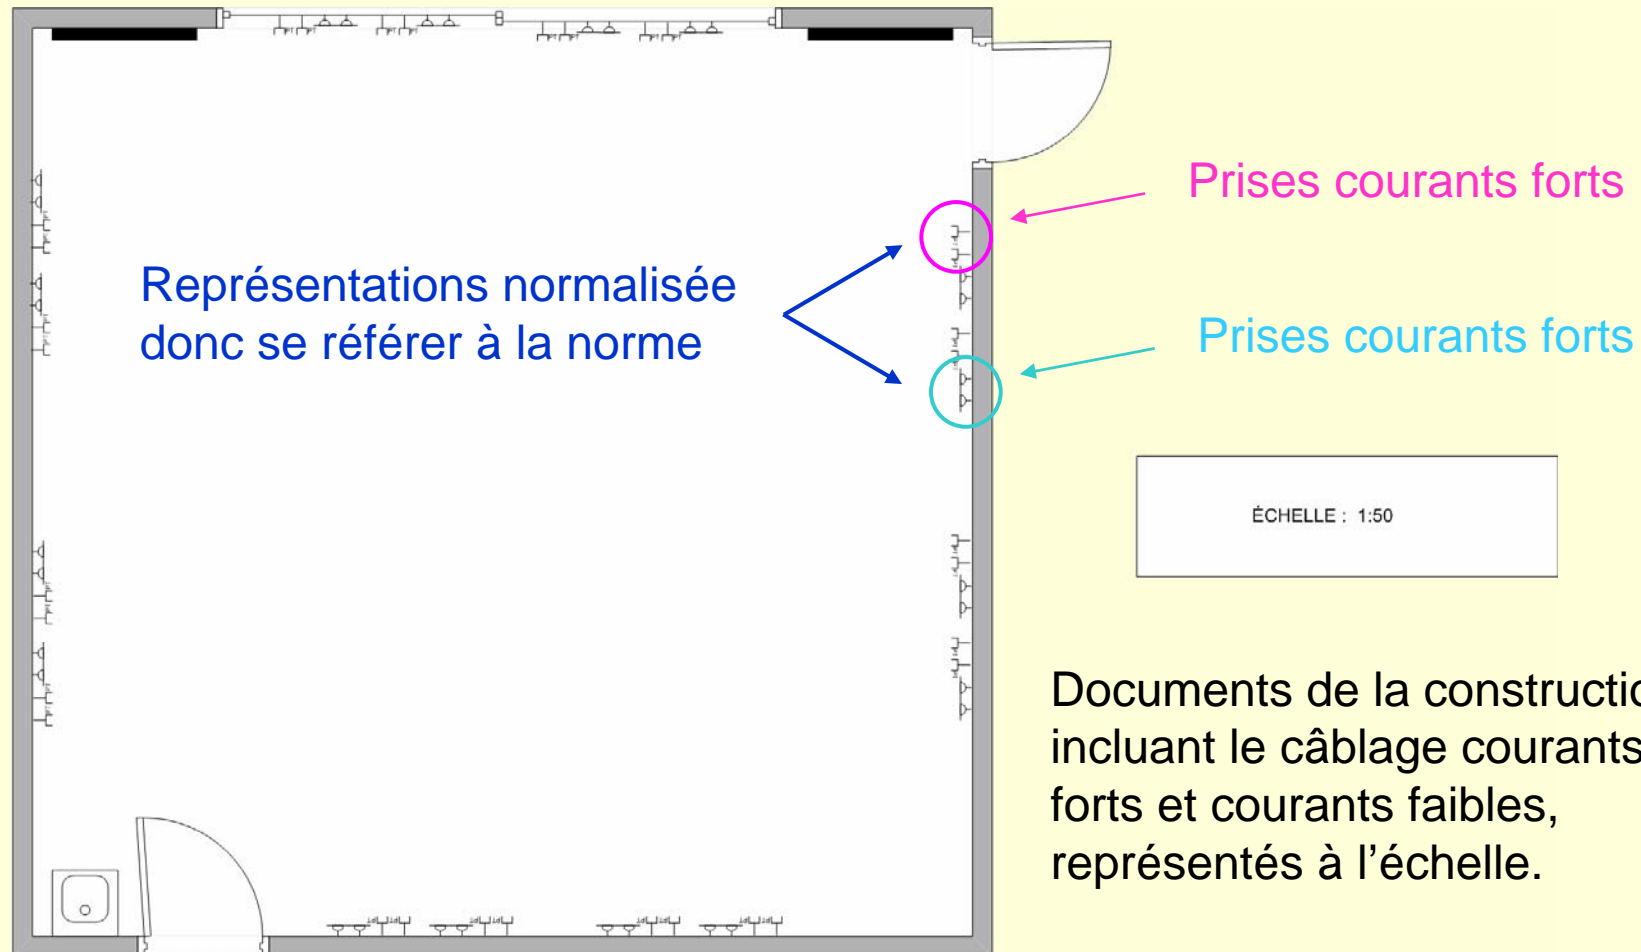 Prises courants forts
Représentations normalisée
donc se référer à la norme
Prises courants forts
ÉCHELLE : 1:50
Documents de la constructio
incluant le câblage courants
forts et courants faibles,
représentés à l’échelle.